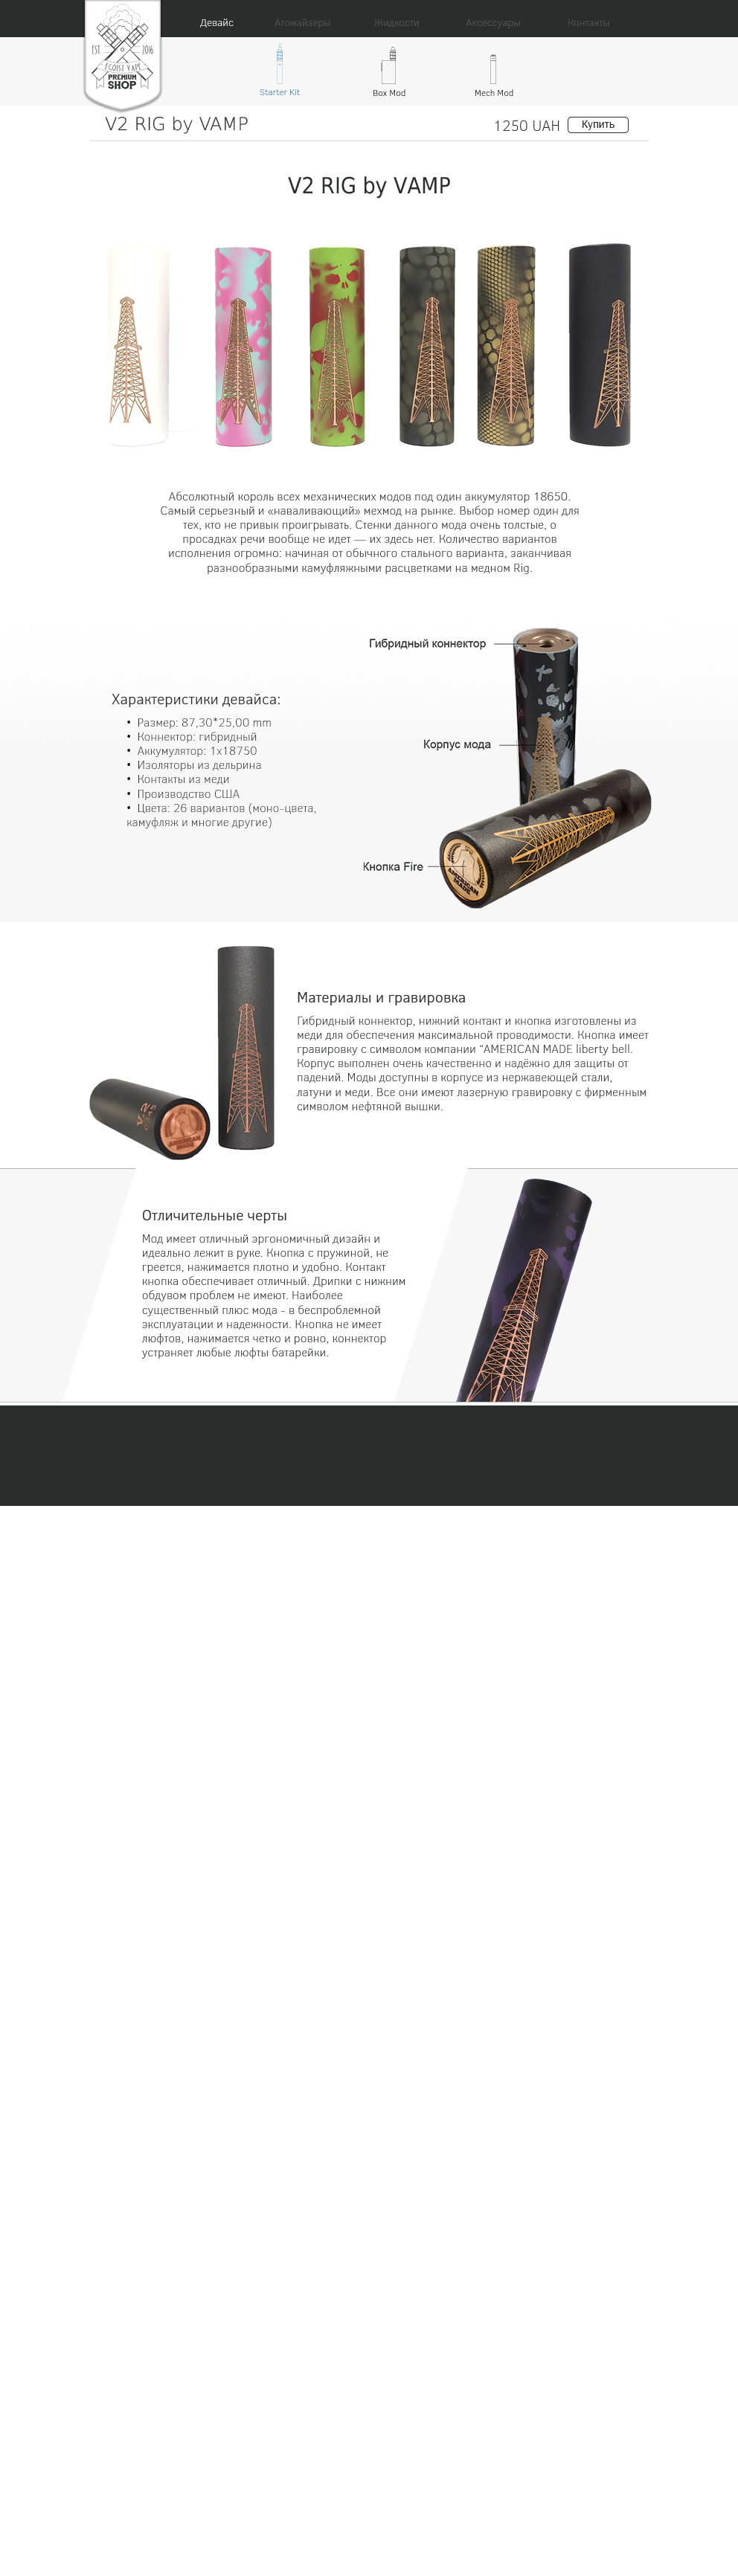 Девайс Атомайзеры Жидкости Аксессуары Контакты
EST 2016
COIST VAPE
PREMIUM
SHOP
Starter Kit Box Mod Mech Mod
V2 RIG by VAMP 1250 UAH Купить
V2 RIG by VAMP
Абсолютный король всех механических модов под один аккумулятор 18650.
Самый серьезный и «наваливающий» мехмод на рынке. Выбор номер один для
тех, кто не привык проигрывать. Стенки данного мода очень толстые, о
просадках речи вообще не идет — их здесь нет. Количество вариантов
исполнения огромно: начиная от обычного стального варианта, заканчивая
разнообразными камуфляжными расцветками на медном Rig.
Гибридный коннектор
Корпус мода
Кнопка Fire
AMERICAN
MADE
Характеристики девайса:
• Размер: 87,30*25,00 mm
• Коннектор: гибридный
• Аккумулятор: 1x18750
• Изоляторы из дельрина
• Контакты из меди
• Производство США
• Цвета: 26 вариантов (моно-цвета,
камуфляж и многие другие)
V.2
AMERICAN
MADE
Материалы и гравировка
Гибридный коннектор, нижний контакт и кнопка изготовлены из
меди для обеспечения максимальной проводимости. Кнопка имеет
гравировку с символом компании “AMERICAN MADE liberty bell.
Корпус выполнен очень качественно и надёжно для защиты от
падений. Моды доступны в корпусе из нержавеющей стали,
латуни и меди. Все они имеют лазерную гравировку с фирменным
символом нефтяной вышки.
Отличительные черты
Мод имеет отличный эргономичный дизайн и
идеально лежит в руке. Кнопка с пружиной, не
греется, нажимается плотно и удобно. Контакт
кнопка обеспечивает отличный. Дрипки с нижним
обдувом проблем не имеют. Наиболее
существенный плюс мода - в беспроблемной
эксплуатации и надежности. Кнопка не имеет
люфтов, нажимается четко и ровно, коннектор
устраняет любые люфты батарейки.